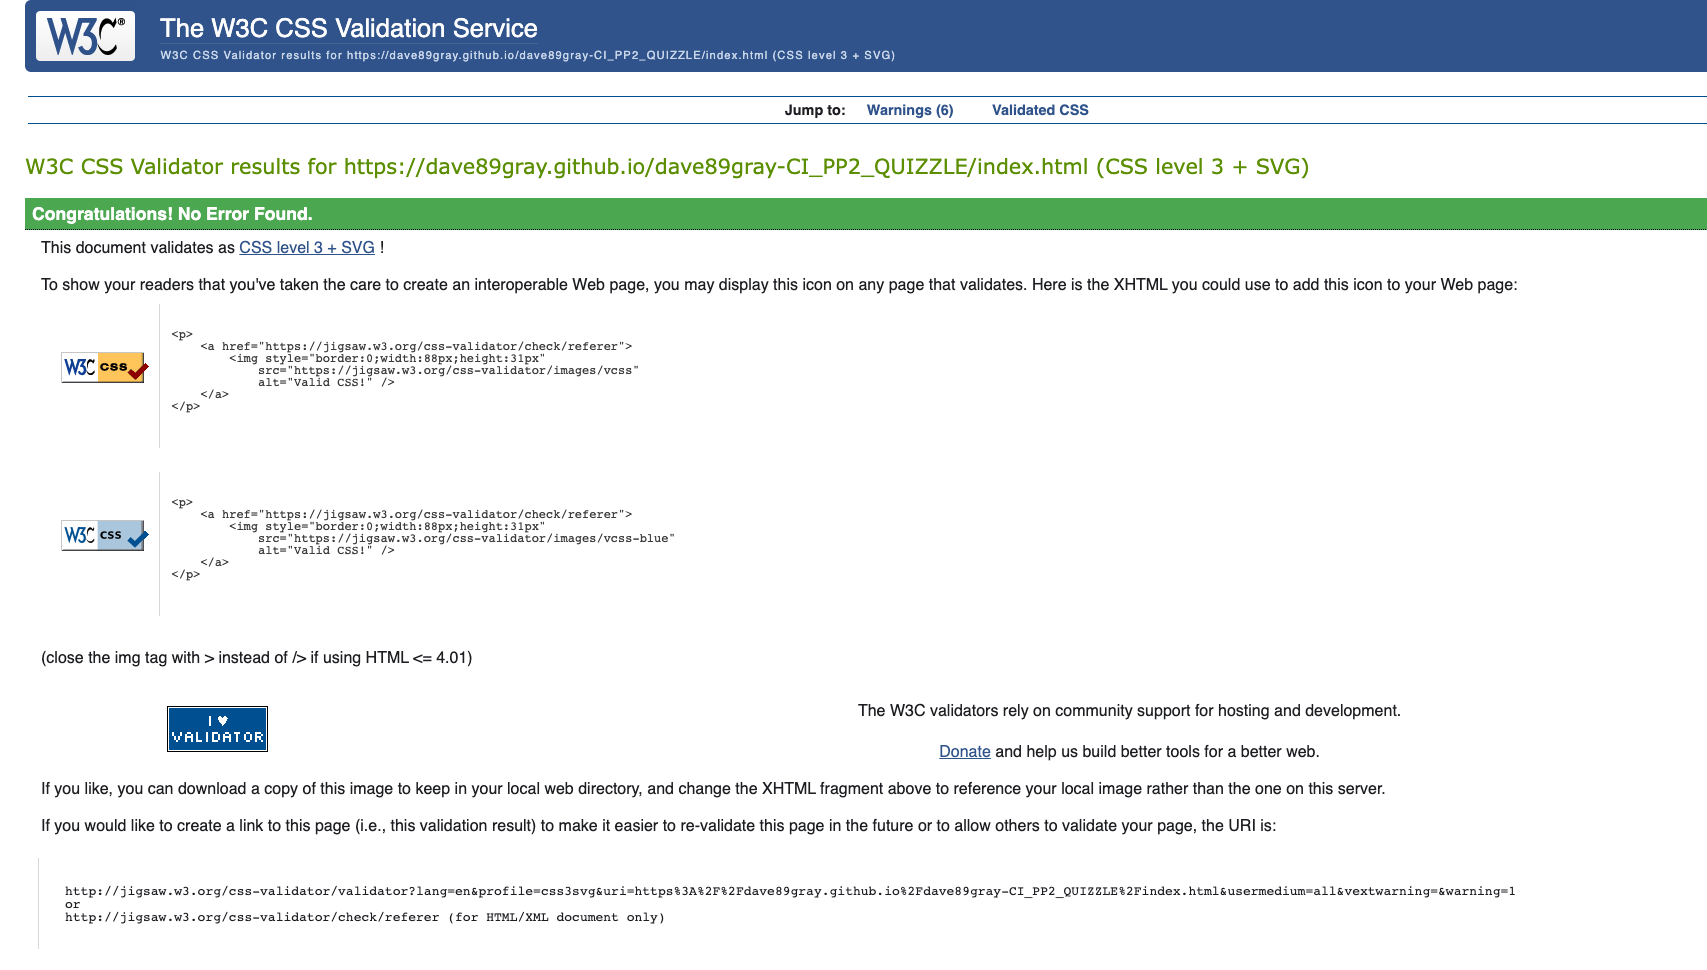 W3C®
The W3C CSS Validation Service
W3C CSS Validator results for https://dave89gray.github.io/dave89gray-CI_PP2_QUIZZLE/index.html (CSS level 3 + SVG)
Jump to: Warnings (6) Validated CSS
W3C CSS Validator results for https://dave89gray.github.io/dave89gray-CI_PP2_QUIZZLE/index.html (CSS level 3 + SVG)
Congratulations! No Error Found.
This document validates as CSS level 3 + SVG !
To show your readers that you've taken the care to create an interoperable Web page, you may display this icon on any page that validates. Here is the XHTML you could use to add this icon to your Web page:
W3C css
<p>
<a href="https://jigsaw.w3.org/css-validator/check/referer">
<img style="border:0;width:88px;height:31px"
src="https://jigsaw.w3.org/css-validator/images/vcss"
alt="Valid CSS!" />
</a>
</p>
W3C css
<p>
<a href="https://jigsaw.w3.org/css-validator/check/referer">
<img style="border:0;width:88px;height:31px"
src="https://jigsaw.w3.org/css-validator/images/vcss-blue"
alt="Valid CSS!" />
</a>
</p>
(close the img tag with > instead of /> if using HTML <= 4.01)
I ♥
VALIDATOR
The W3C validators rely on community support for hosting and development.
Donate and help us build better tools for a better web.
If you like, you can download a copy of this image to keep in your local web directory, and change the XHTML fragment above to reference your local image rather than the one on this server.
If you would like to create a link to this page (i.e., this validation result) to make it easier to re-validate this page in the future or to allow others to validate your page, the URI is:
http://jigsaw.w3.org/css-validator/validator?lang=en&profile=css3svg&uri=https%3A%2F%2Fdave89gray.github.io%2Fdave89gray-CI_PP2_QUIZZLE%2Findex.html&usermedium=all&vextwarning=&warning=1
or
http://jigsaw.w3.org/css-validator/check/referer (for HTML/XML document only)